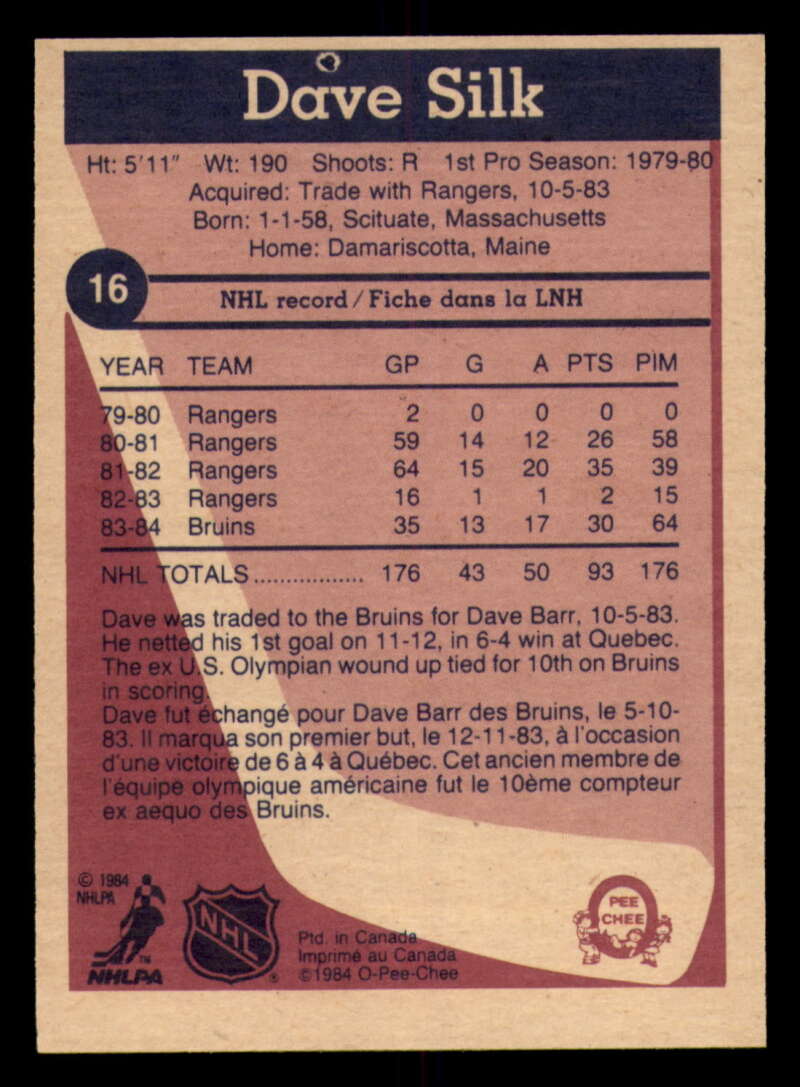 Dave Silk
Ht: 5'11" Wt: 190 Shoots: R 1st Pro Season: 1979-80
Acquired: Trade with Rangers, 10-5-83
Born: 1-1-58, Scituate, Massachusetts
Home: Damariscotta, Maine
16
NHL record/Fiche dans la LNH
YEAR TEAM GP G A PTS PIM
79-80 Rangers 2 0 0 0 0
80-81 Rangers 59 14 12 26 58
81-82 Rangers 64 15 20 35 39
82-83 Rangers 16 1 1 2 15
83-84 Bruins 35 13 17 30 64
NHL TOTALS................. 176 43 50 93 176
Dave was traded to the Bruins for Dave Barr, 10-5-83.
He netted his 1st goal on 11-12, in 6-4 win at Quebec.
The ex U.S. Olympian wound up tied for 10th on Bruins
in scoring.
Dave fut échangé pour Dave Barr des Bruins, le 5-10-
83. Il marqua son premier but, le 12-11-83, à l'occasion
d'une victoire de 6 à 4 à Québec. Cet ancien membre de
l'équipe olympique américaine fut le 10ème compteur
ex aequo des Bruins.
© 1984
NHLPA
TM
NHLPA
NHL
®
Ptd. in Canada
Imprimé au Canada
©1984 O-Pee-Chee
O
PEE
CHEE